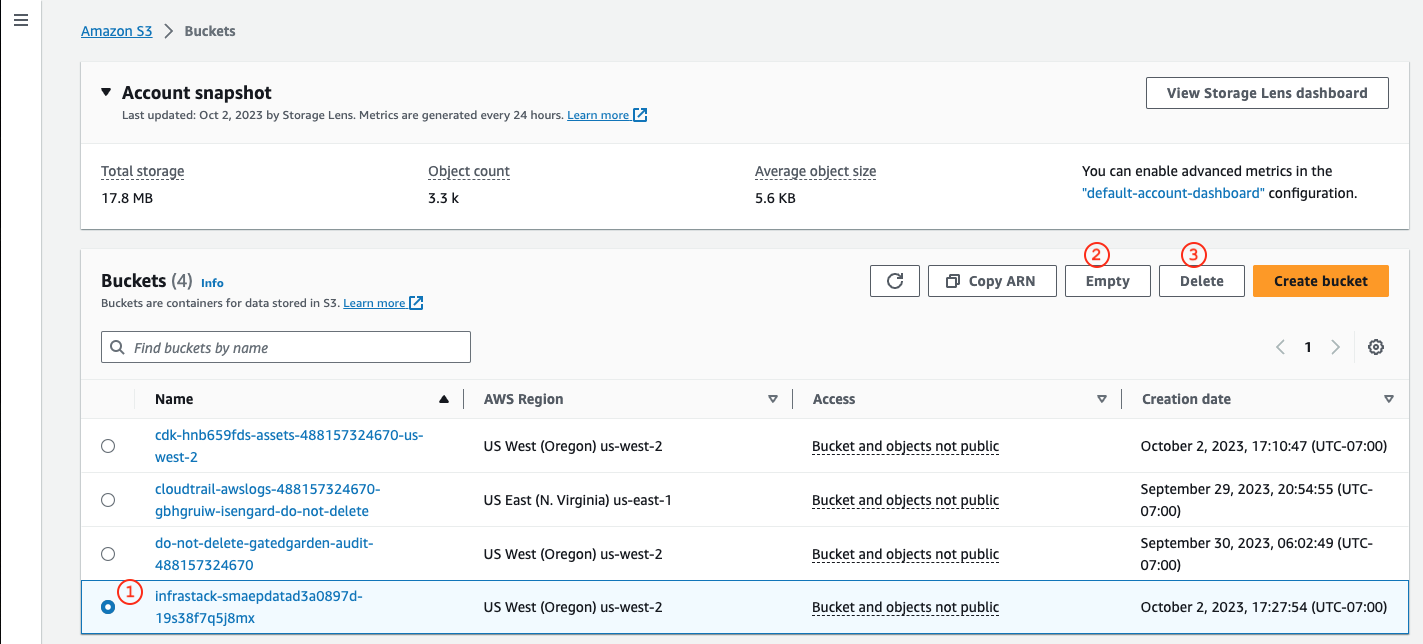 Amazon S3 > Buckets
Account snapshot
View Storage Lens dashboard
Last updated: Oct 2, 2023 by Storage Lens. Metrics are generated every 24 hours. Learn more
Total storage
17.8 MB
Object count
3.3 k
Average object size
5.6 KB
You can enable advanced metrics in the
"default-account-dashboard" configuration.
2 3
Buckets (4) Info
Copy ARN Empty Delete Create bucket
Buckets are containers for data stored in S3. Learn more
Find buckets by name
1
Name AWS Region Access Creation date
cdk-hnb659fds-assets-488157324670-us-
west-2
US West (Oregon) us-west-2
Bucket and objects not public
October 2, 2023, 17:10:47 (UTC-07:00)
cloudtrail-awslogs-488157324670-
gbhgruiw-isengard-do-not-delete
US East (N. Virginia) us-east-1
Bucket and objects not public
September 29, 2023, 20:54:55 (UTC-
07:00)
do-not-delete-gatedgarden-audit-
488157324670
US West (Oregon) us-west-2
Bucket and objects not public
September 30, 2023, 06:02:49 (UTC-
07:00)
1
infrastack-smaepdatad3a0897d-
19s38f7q5j8mx
US West (Oregon) us-west-2
Bucket and objects not public
October 2, 2023, 17:27:54 (UTC-07:00)